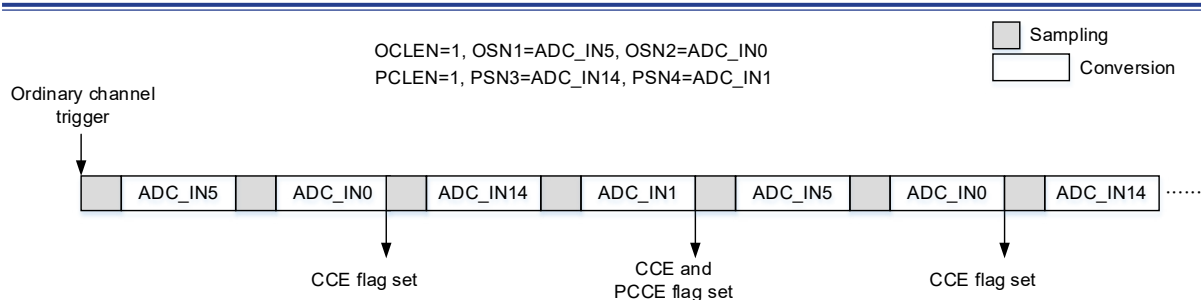 OCLEN=1, OSN1=ADC_IN5, OSN2=ADC_IN0
PCLEN=1, PSN3=ADC_IN14, PSN4=ADC_IN1
Sampling
Conversion
Ordinary channel
trigger
ADC_IN5 ADC_IN0 ADC_IN14 ADC_IN1 ADC_IN5 ADC_IN0 ADC_IN14 ......
CCE flag set
CCE and
PCCE flag set
CCE flag set